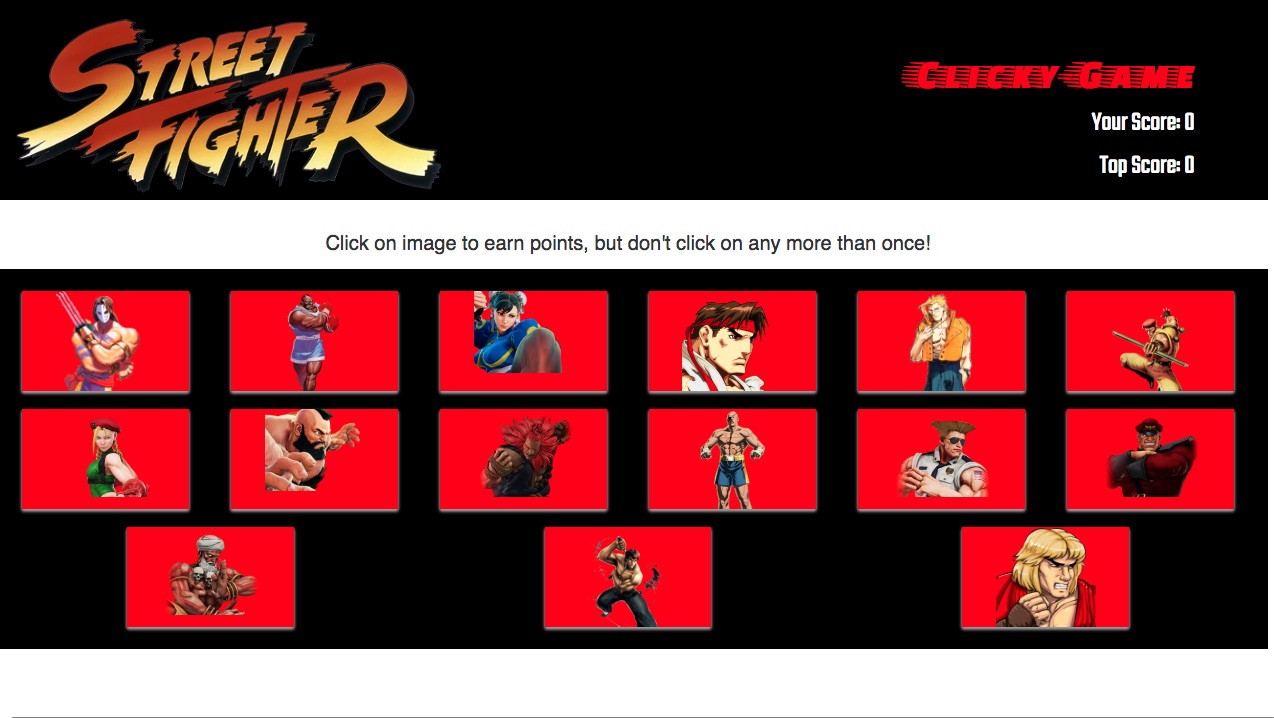 STREET
FIGHTER
CLICKY GAME
Your Score: 0
Top Score: 0
Click on image to earn points, but don't click on any more than once!